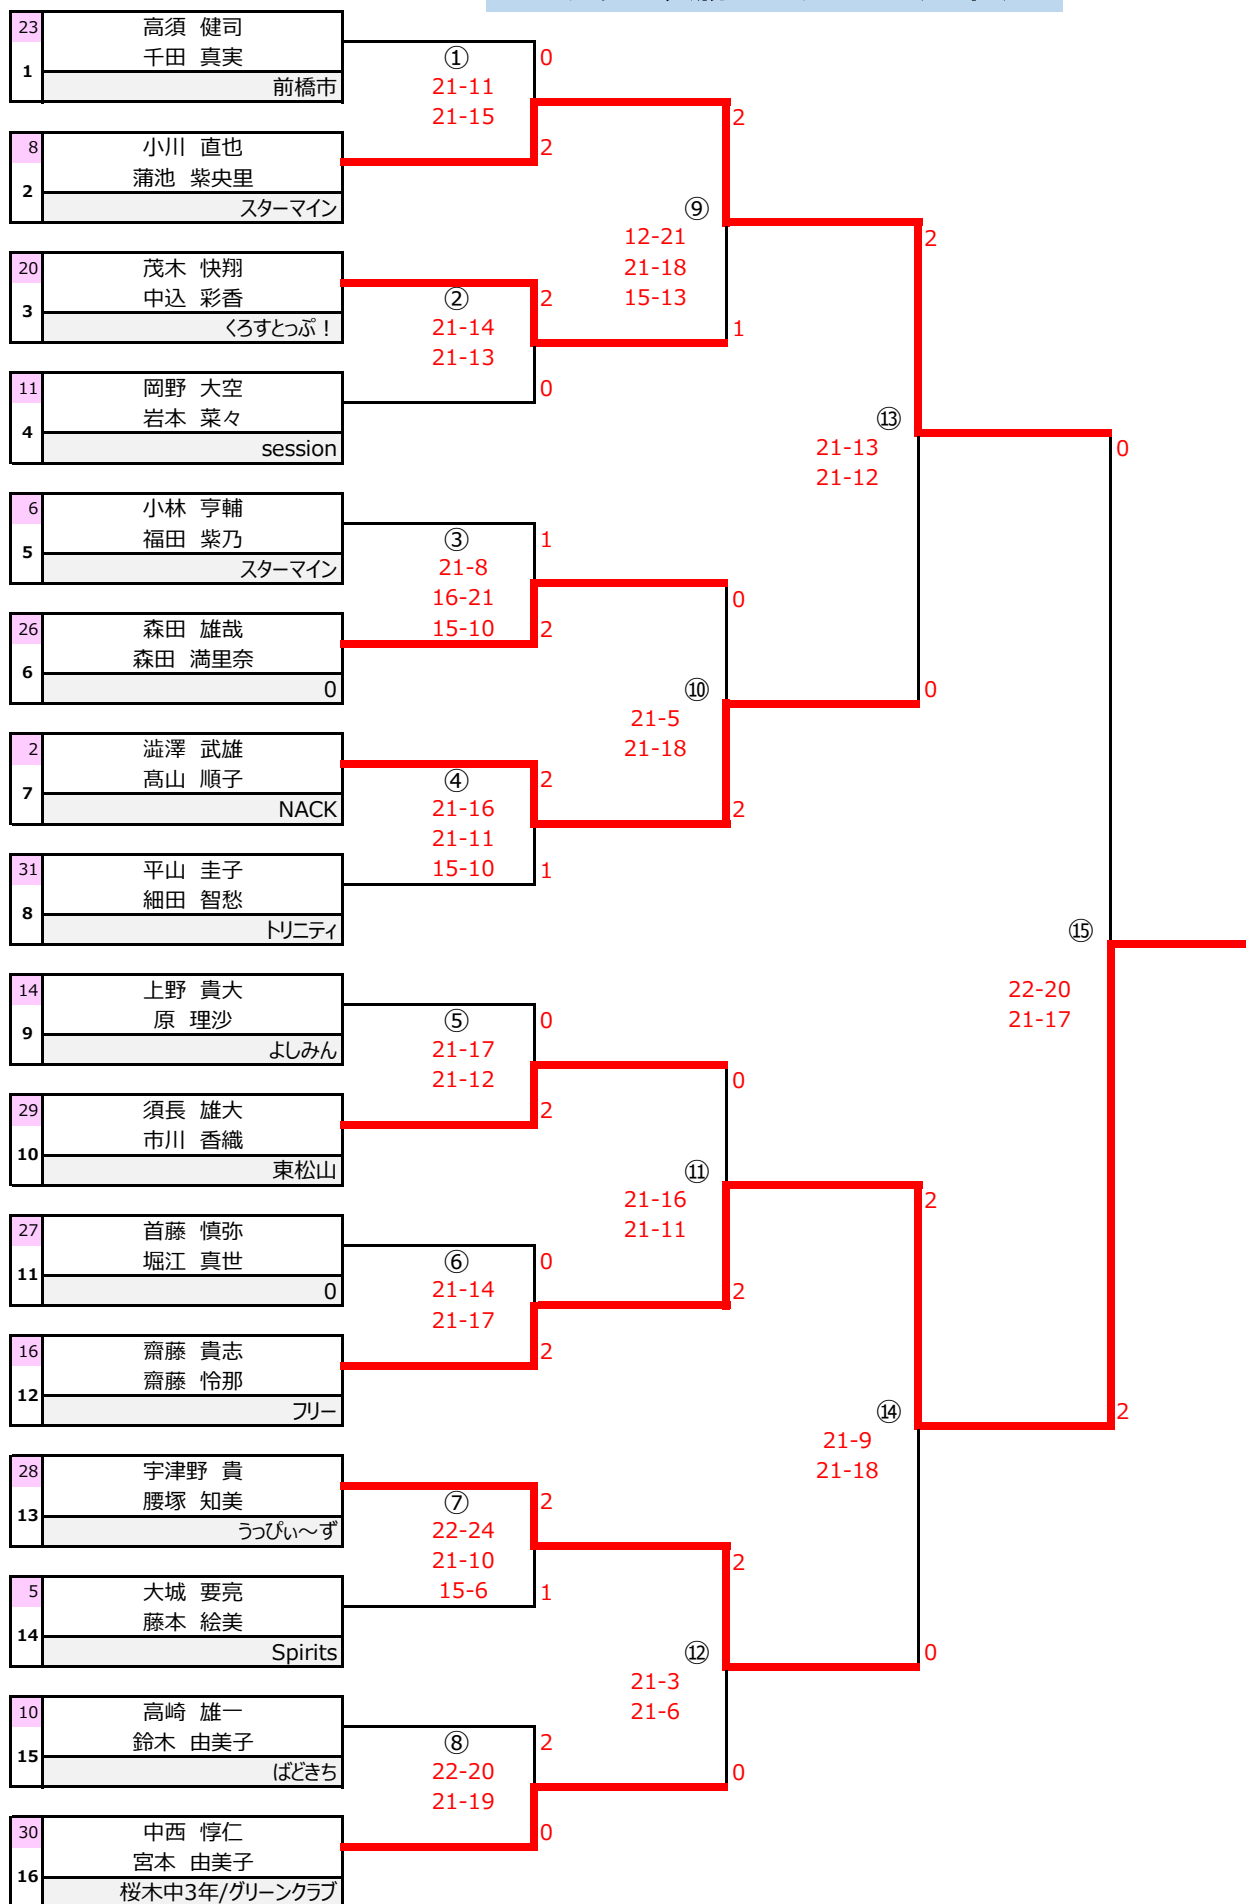 23 高須 健司
千田 真実
1 前橋市
① 0
21-11
21-15
2
2
8 小川 直也
蒲池 紫央里
2 スターマイン
⑨
12-21
21-18
15-13
2
20 茂木 快翔
中込 彩香
3 くろすとっぷ！
② 2
21-14
21-13
1
0
11 岡野 大空
岩本 菜々
4 session
⑬
21-13
21-12
0
6 小林 亨輔
福田 紫乃
5 スターマイン
③ 1
21-8
16-21
15-10
0
2
26 森田 雄哉
森田 満里奈
6 0
⑩
21-5
21-18
0
2 澁澤 武雄
髙山 順子
7 NACK
④ 2
21-16
21-11
15-10
2
1
31 平山 圭子
細田 智愁
8 トリニティ
⑮
22-20
21-17
14 上野 貴大
原 理沙
9 よしみん
⑤ 0
21-17
21-12
0
2
29 須長 雄大
市川 香織
10 東松山
⑪
21-16
21-11
2
27 首藤 慎弥
堀江 真世
11 0
⑥ 0
21-14
21-17
2
2
16 齋藤 貴志
齋藤 怜那
12 フリー
⑭
21-9
21-18
2
28 宇津野 貴
腰塚 知美
13 うっぴぃ～ず
⑦ 2
22-24
21-10
15-6
2
1
5 大城 要亮
藤本 絵美
14 Spirits
⑫
21-3
21-6
0
10 高崎 雄一
鈴木 由美子
15 ばどきち
⑧ 2
22-20
21-19
0
0
30 中西 惇仁
宮本 由美子
16 桜木中3年/グリーンクラブ